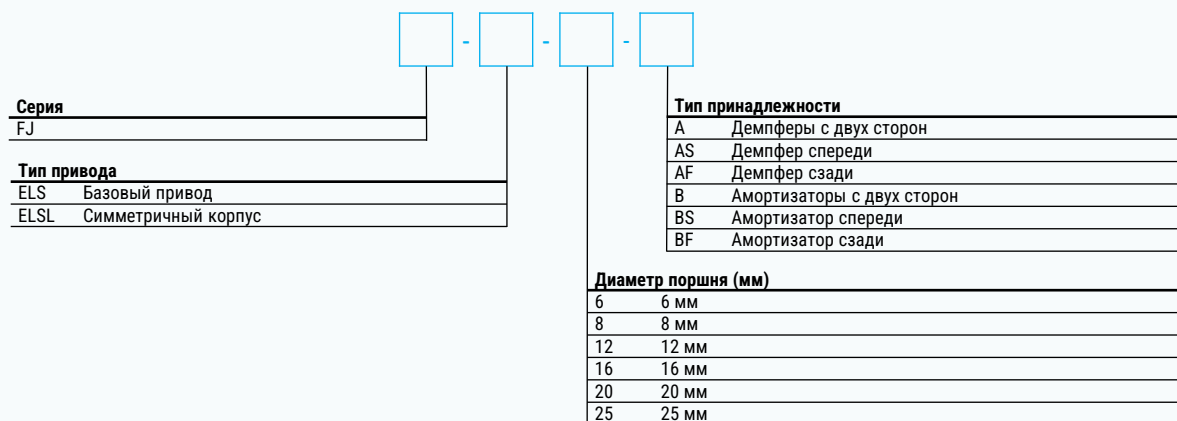 - - -
Серия
FJ
Тип привода
ELS Базовый привод
ELSL Симметричный корпус
Тип принадлежности
A Демпферы с двух сторон
AS Демпфер спереди
AF Демпфер сзади
B Амортизаторы с двух сторон
BS Амортизатор спереди
BF Амортизатор сзади
Диаметр поршня (мм)
6 6 мм
8 8 мм
12 12 мм
16 16 мм
20 20 мм
25 25 мм